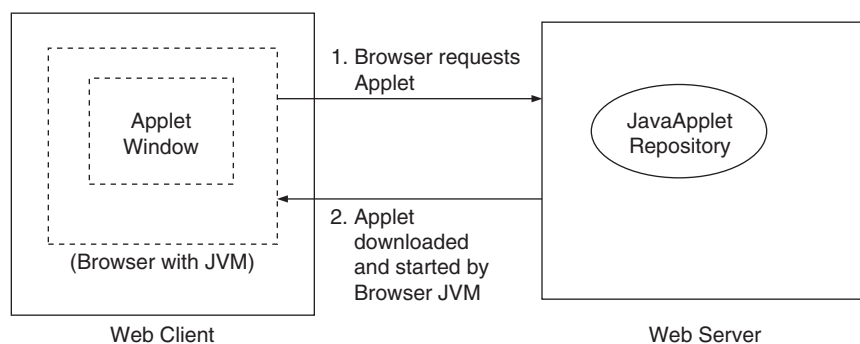 1. Browser requests
Applet
Applet
Window
JavaApplet
Repository
2. Applet
downloaded
and started by
Browser JVM
(Browser with JVM)
Web Client
Web Server